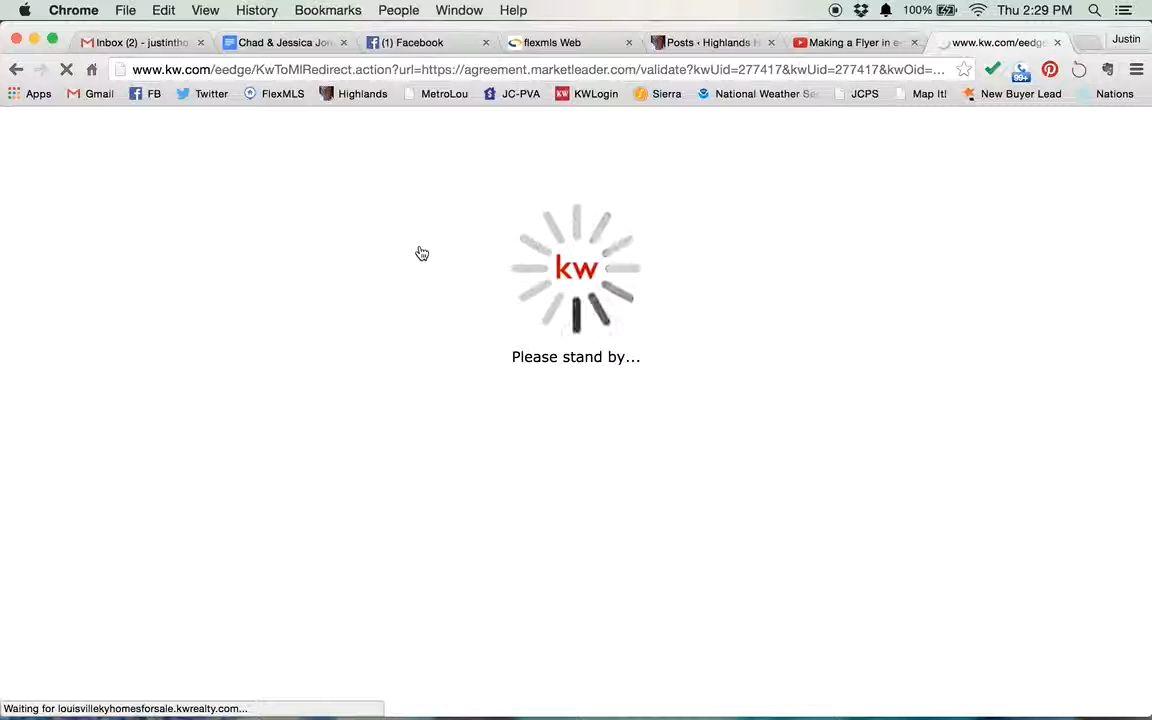 Chrome File Edit View History Bookmarks People Window Help 100% Thu 2:29 PM
Inbox (2) - justintho Chad & Jessica Jon (1) Facebook flexmls Web Posts ‹ Highlands H Making a Flyer in e- www.kw.com/eedge Justin
www.kw.com/eedge/KwToMlRedirect.action?url=https://agreement.marketleader.com/validate?kwUid=277417&kwUid=277417&kwOid=... 99+
Apps Gmail FB Twitter FlexMLS Highlands MetroLou JC-PVA KWLogin Sierra National Weather Se JCPS Map It! New Buyer Lead Nations
kw
Please stand by...
Waiting for louisvillekyhomesforsale.kwrealty.com...